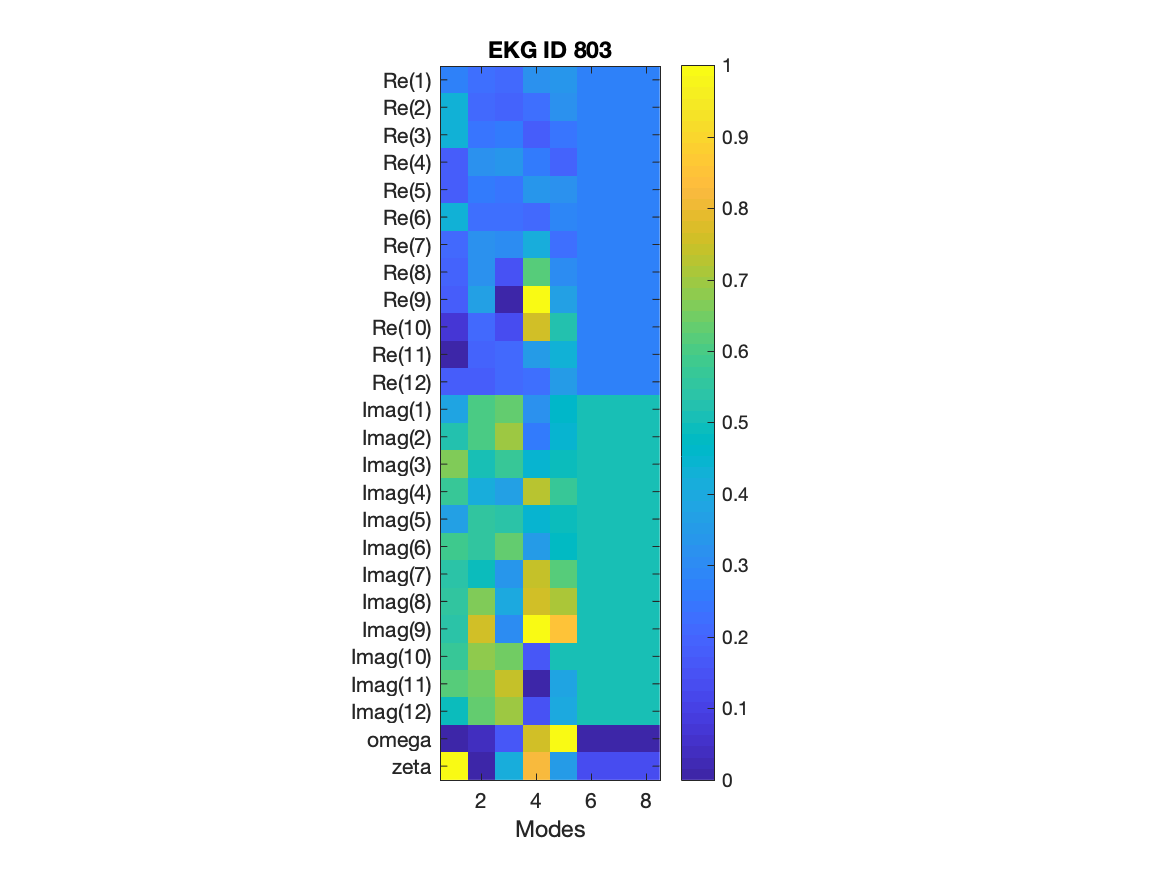 EKG ID 803
Re(1)
Re(2)
Re(3)
Re(4)
Re(5)
Re(6)
Re(7)
Re(8)
Re(9)
Re(10)
Re(11)
Re(12)
Imag(1)
Imag(2)
Imag(3)
Imag(4)
Imag(5)
Imag(6)
Imag(7)
Imag(8)
Imag(9)
Imag(10)
Imag(11)
Imag(12)
omega
zeta
2 4 6 8
Modes
1
0.9
0.8
0.7
0.6
0.5
0.4
0.3
0.2
0.1
0